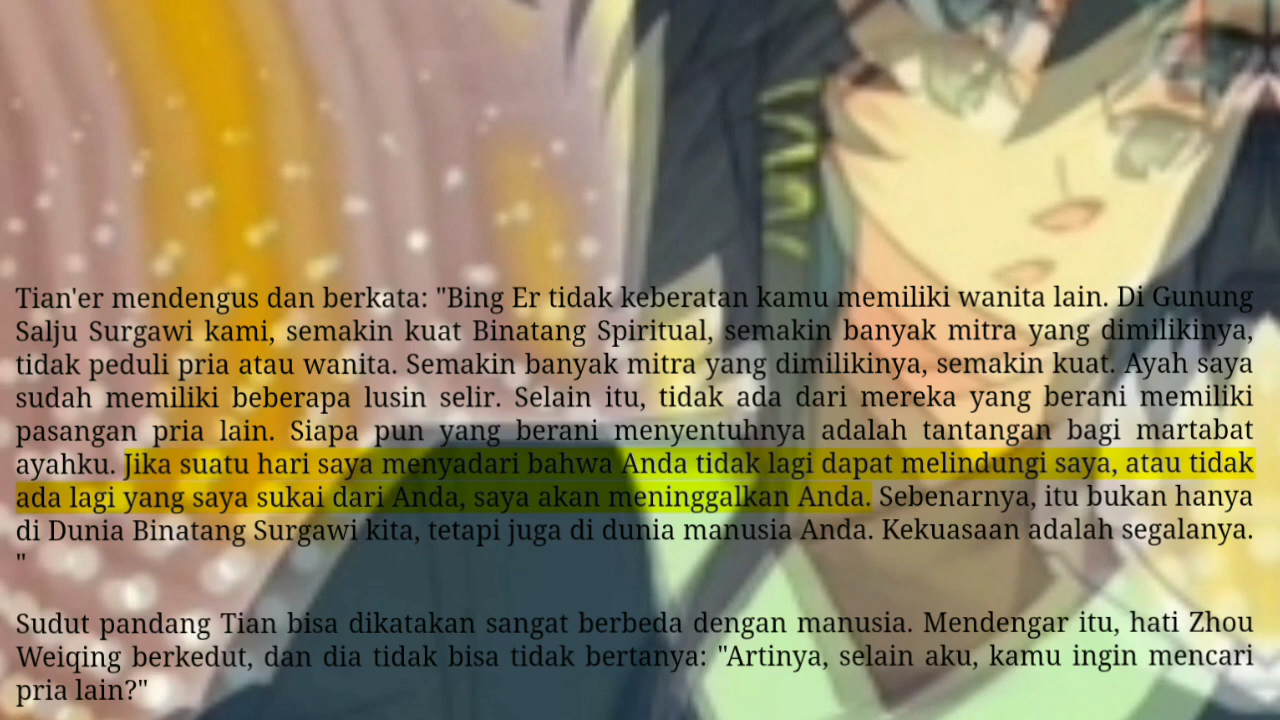 Tian'er mendengus dan berkata: "Bing Er tidak keberatan kamu memiliki wanita lain. Di Gunung
Salju Surgawi kami, semakin kuat Binatang Spiritual, semakin banyak mitra yang dimilikinya,
tidak peduli pria atau wanita. Semakin banyak mitra yang dimilikinya, semakin kuat. Ayah saya
sudah memiliki beberapa lusin selir. Selain itu, tidak ada dari mereka yang berani memiliki
pasangan pria lain. Siapa pun yang berani menyentuhnya adalah tantangan bagi martabat
ayahku. Jika suatu hari saya menyadari bahwa Anda tidak lagi dapat melindungi saya, atau tidak
ada lagi yang saya sukai dari Anda, saya akan meninggalkan Anda. Sebenarnya, itu bukan hanya
di Dunia Binatang Surgawi kita, tetapi juga di dunia manusia Anda. Kekuasaan adalah segalanya.
"
Sudut pandang Tian bisa dikatakan sangat berbeda dengan manusia. Mendengar itu, hati Zhou
Weiqing berkedut, dan dia tidak bisa tidak bertanya: "Artinya, selain aku, kamu ingin mencari
pria lain?"